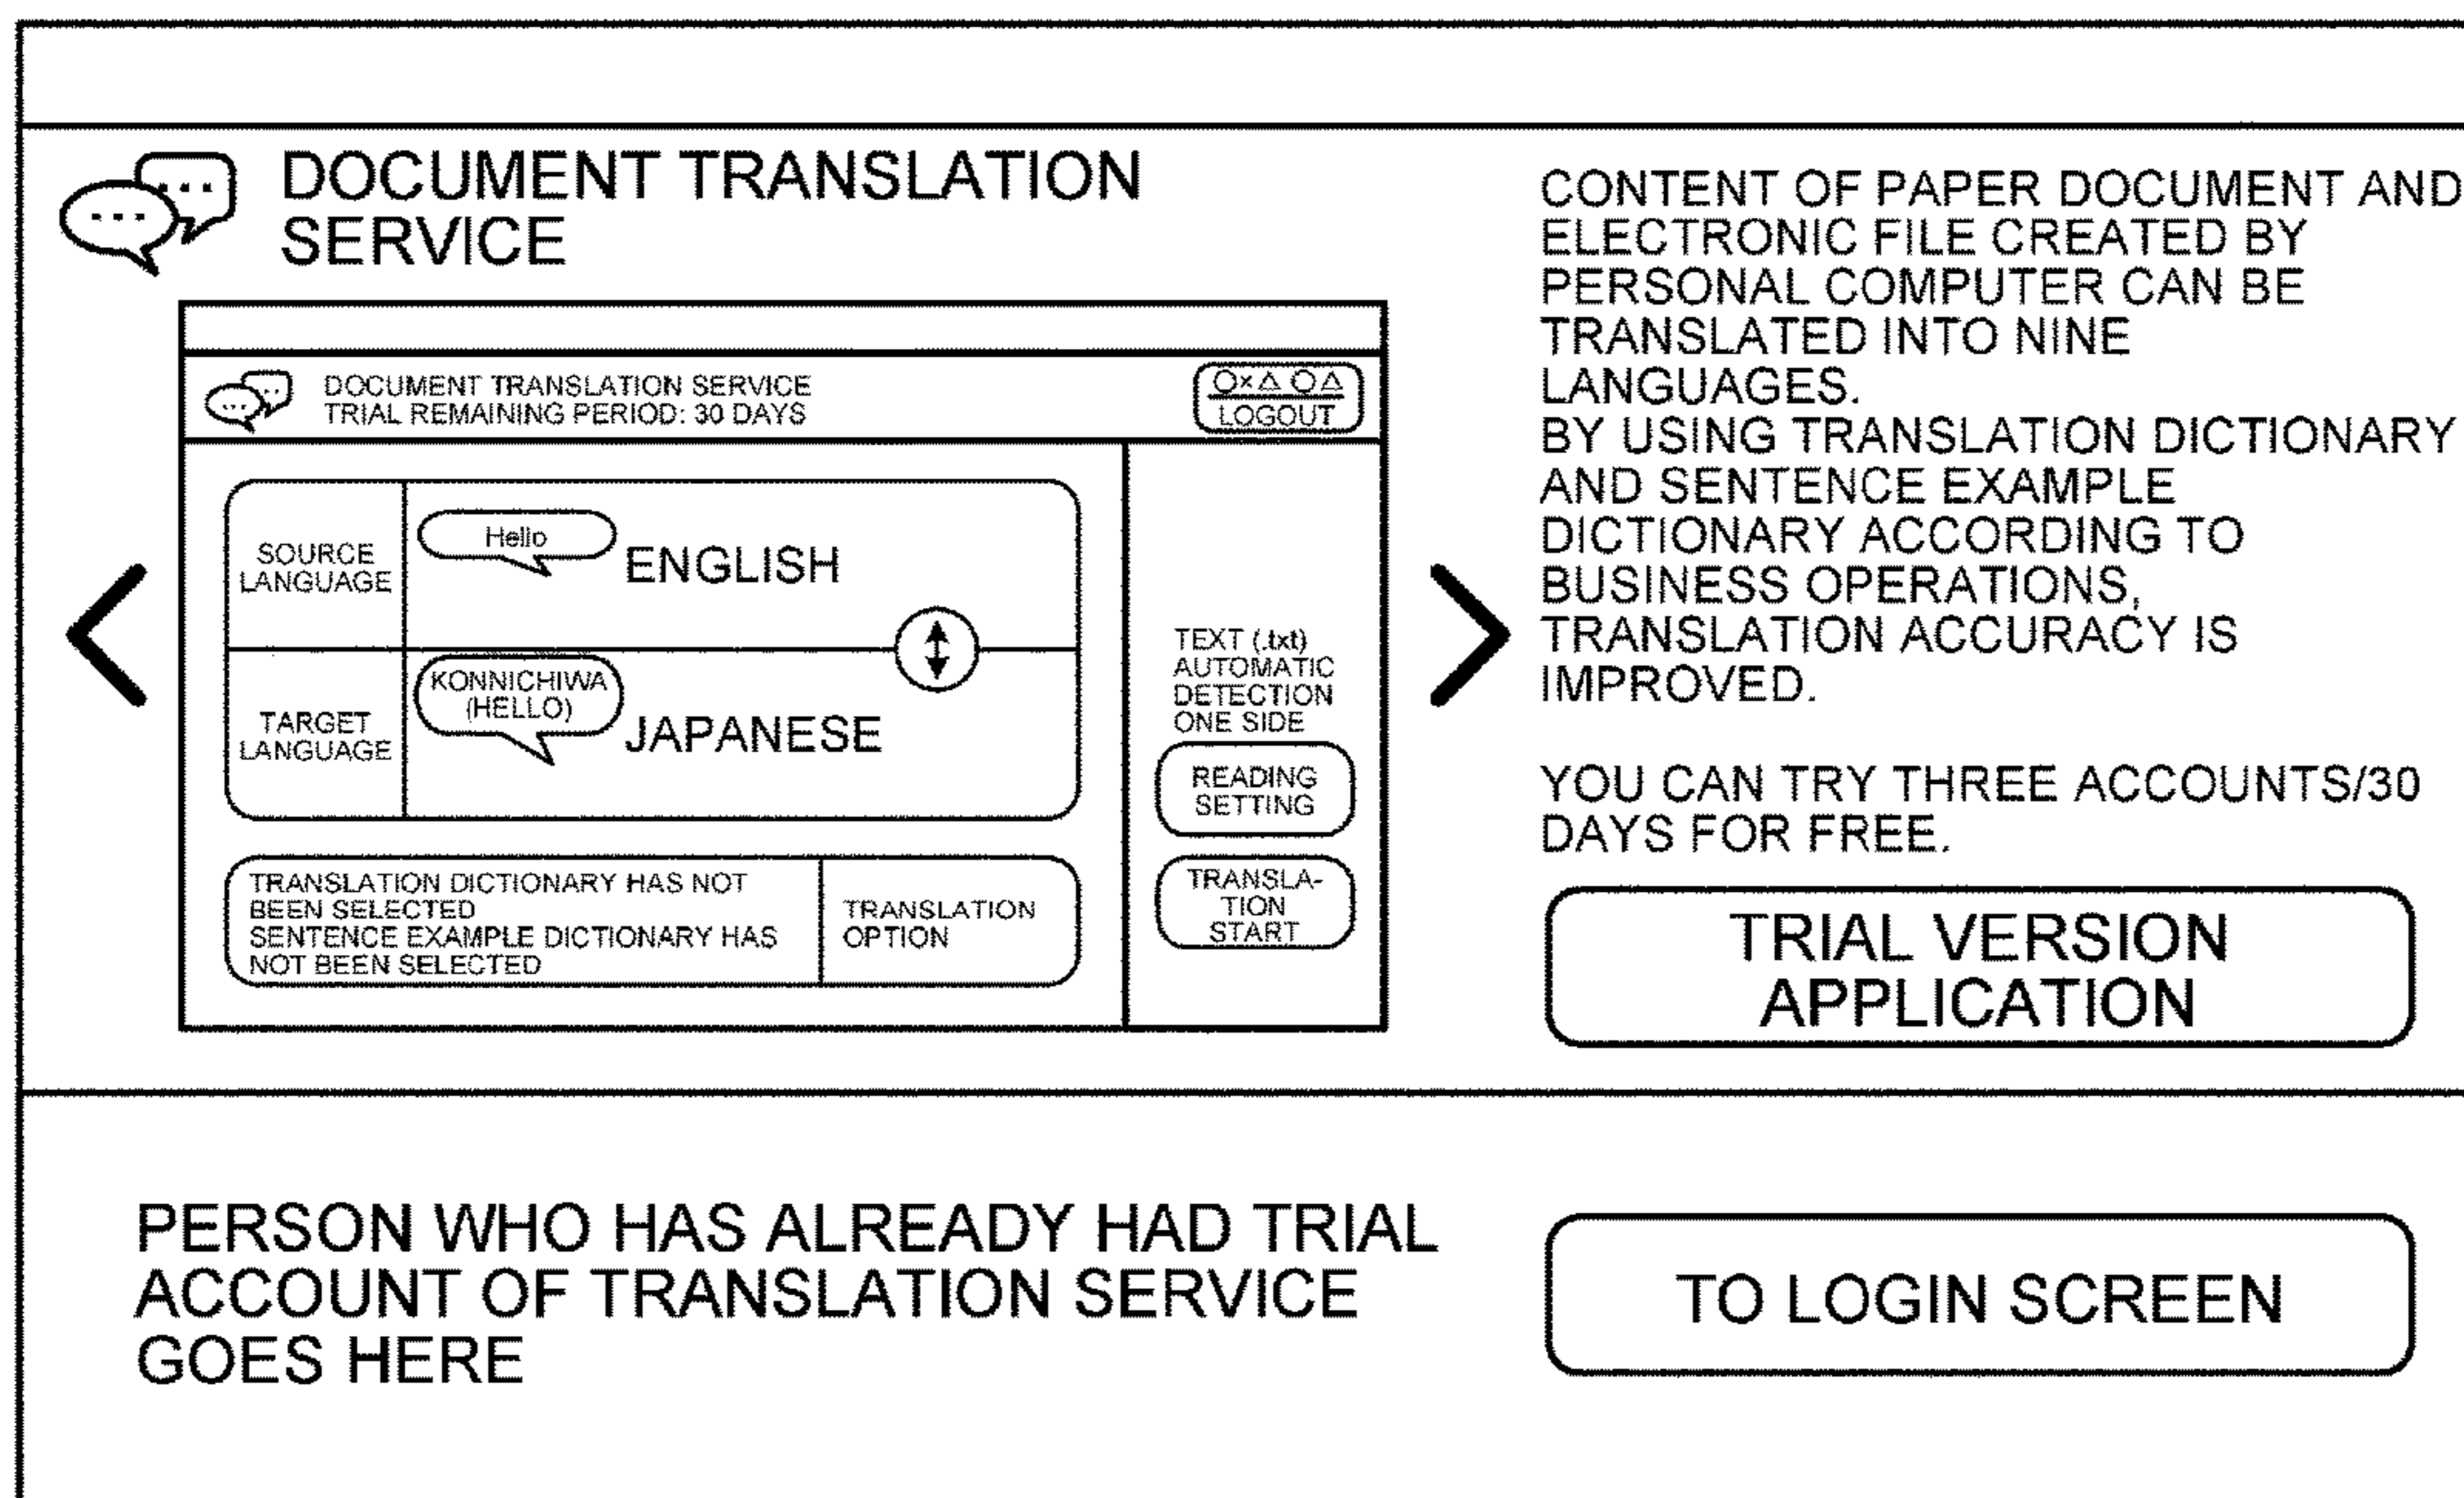 DOCUMENT TRANSLATION
SERVICE
DOCUMENT TRANSLATION SERVICE
TRIAL REMAINING PERIOD: 30 DAYS
○×△ ○△
LOGOUT
SOURCE
LANGUAGE
Hello
ENGLISH
TARGET
LANGUAGE
KONNICHIWA
(HELLO)
JAPANESE
TRANSLATION DICTIONARY HAS NOT
BEEN SELECTED
SENTENCE EXAMPLE DICTIONARY HAS
NOT BEEN SELECTED
TRANSLATION
OPTION
TEXT (.txt)
AUTOMATIC
DETECTION
ONE SIDE
READING
SETTING
TRANSLA-
TION
START
CONTENT OF PAPER DOCUMENT AND
ELECTRONIC FILE CREATED BY
PERSONAL COMPUTER CAN BE
TRANSLATED INTO NINE
LANGUAGES.
BY USING TRANSLATION DICTIONARY
AND SENTENCE EXAMPLE
DICTIONARY ACCORDING TO
BUSINESS OPERATIONS,
TRANSLATION ACCURACY IS
IMPROVED.
YOU CAN TRY THREE ACCOUNTS/30
DAYS FOR FREE.
TRIAL VERSION
APPLICATION
PERSON WHO HAS ALREADY HAD TRIAL
ACCOUNT OF TRANSLATION SERVICE
GOES HERE
TO LOGIN SCREEN